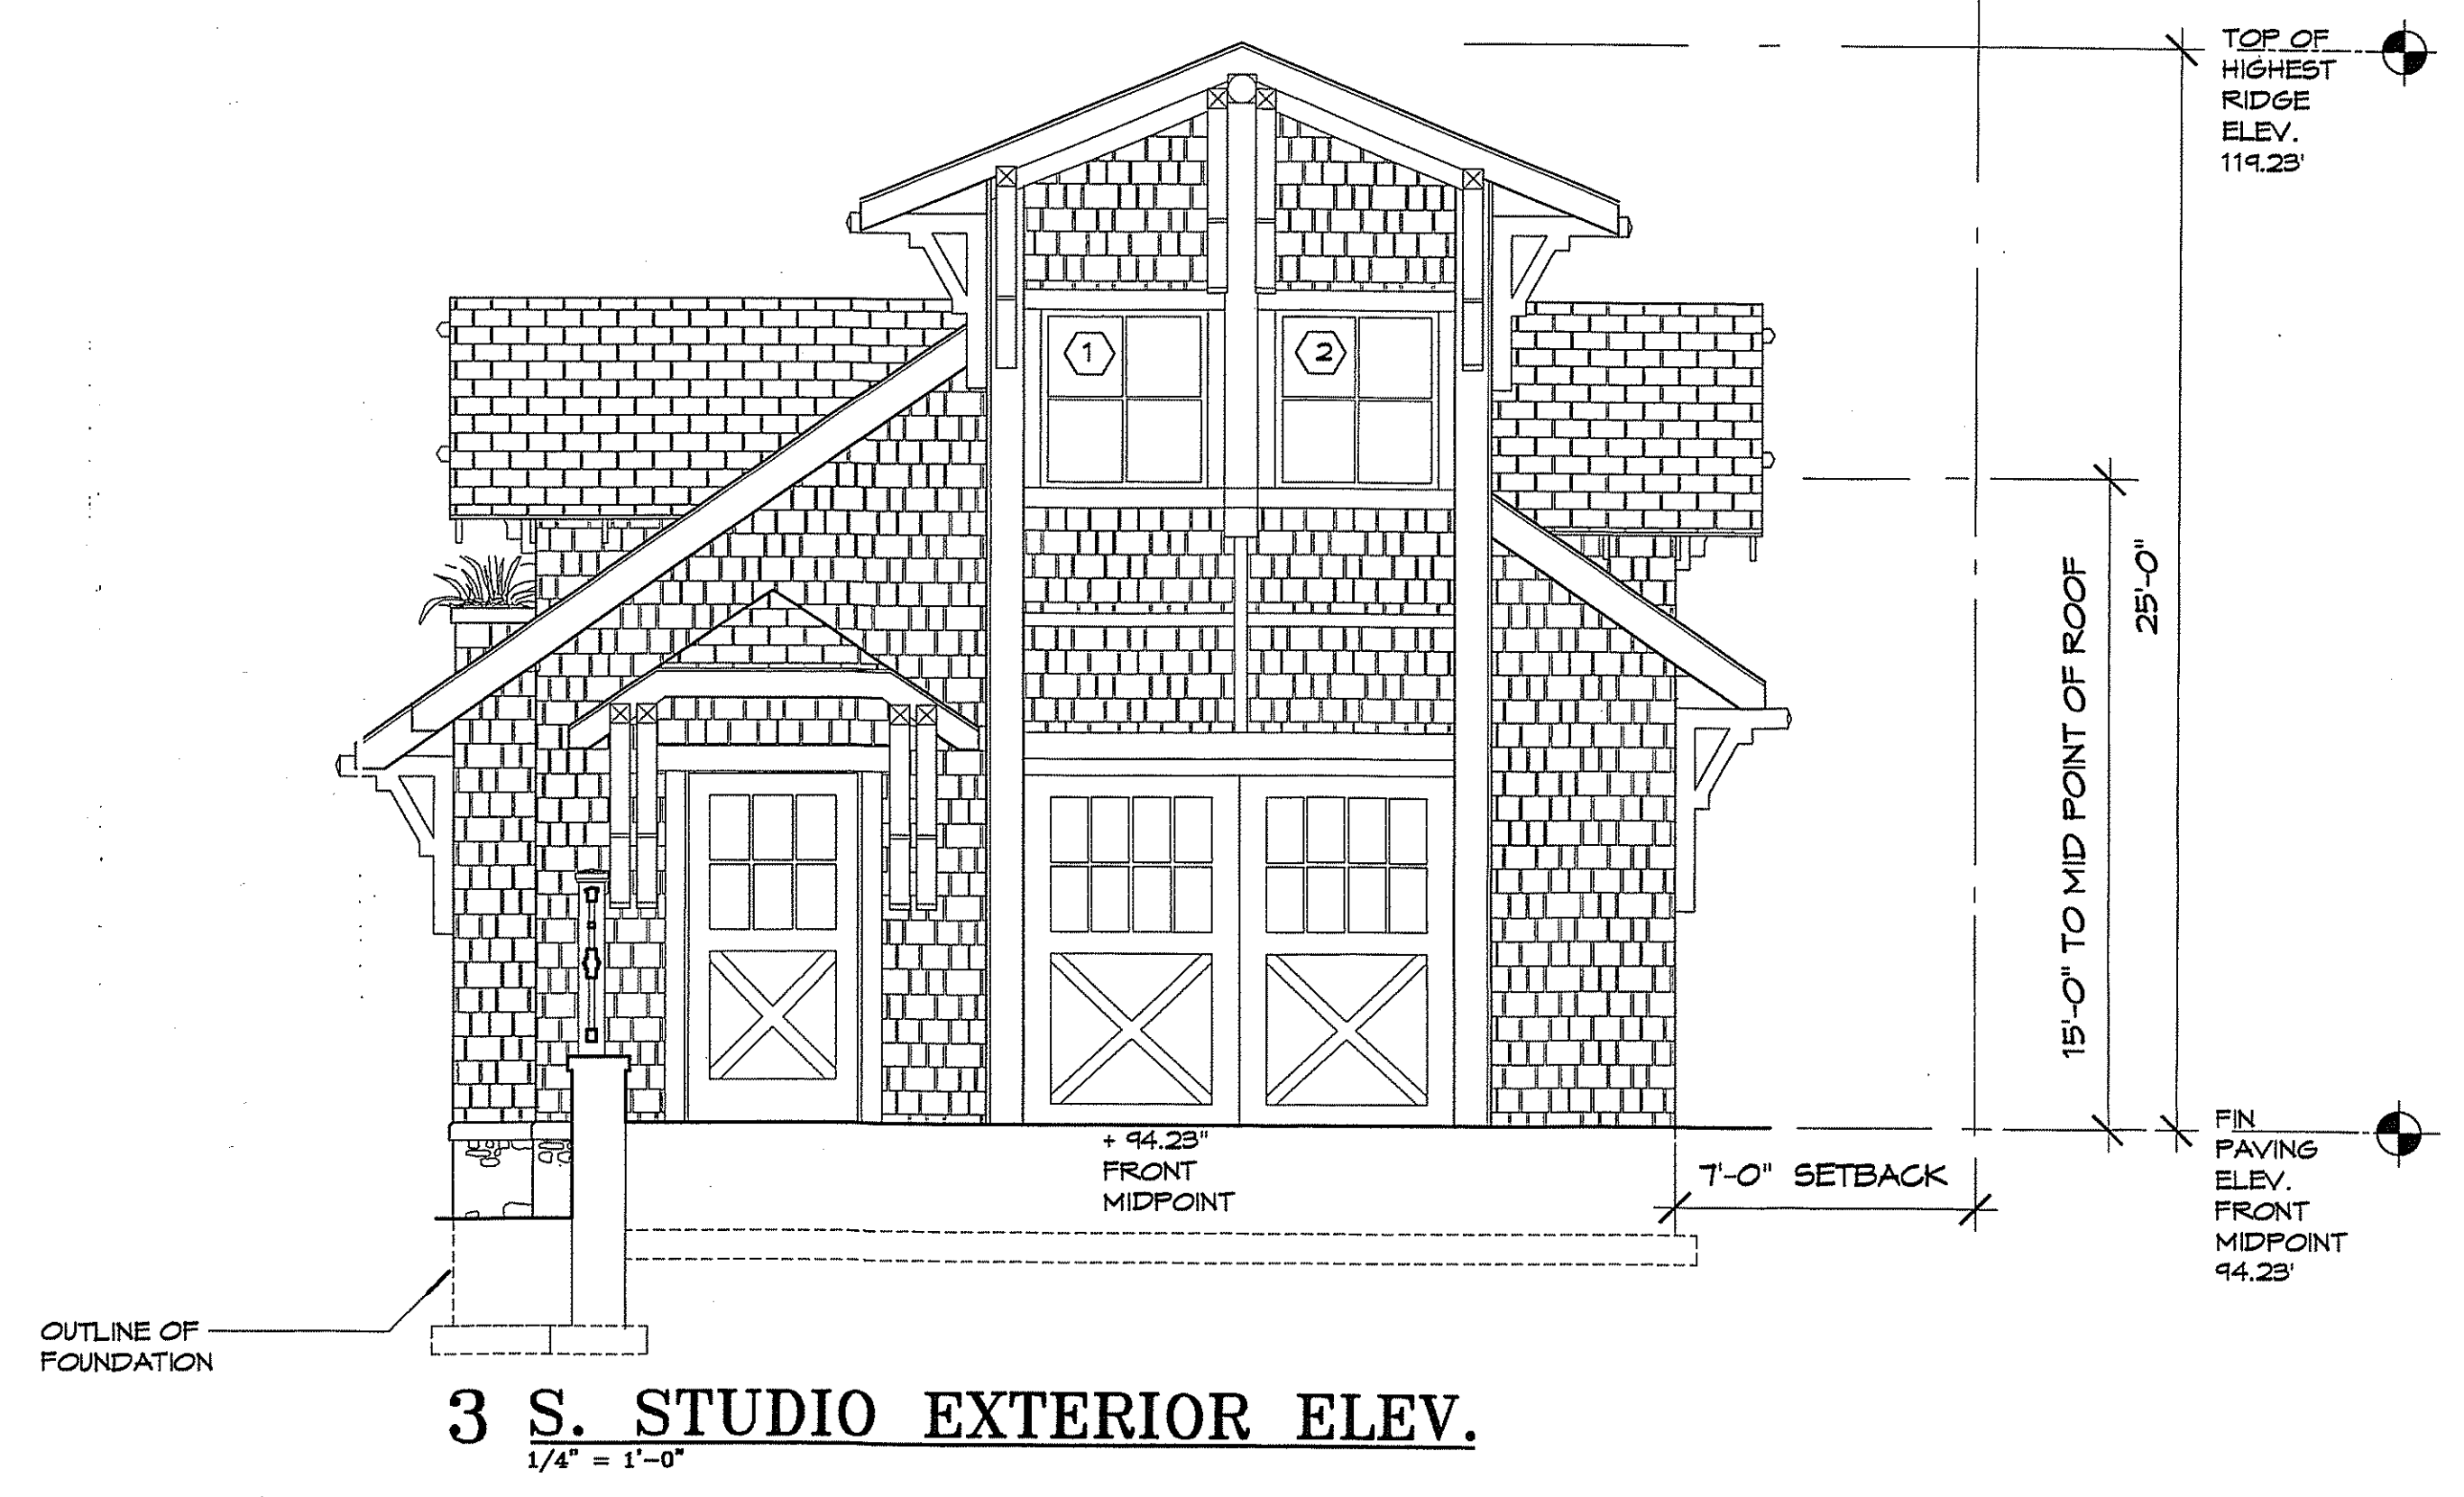 TOP OF
HIGHEST
RIDGE
ELEV.
119.23'
1
2
15'-0" TO MID POINT OF ROOF
25'-0"
+ 94.23"
FRONT
MIDPOINT
7'-0" SETBACK
FIN
PAVING
ELEV.
FRONT
MIDPOINT
94.23'
OUTLINE OF
FOUNDATION
3 S. STUDIO EXTERIOR ELEV.
1/4" = 1'-0"